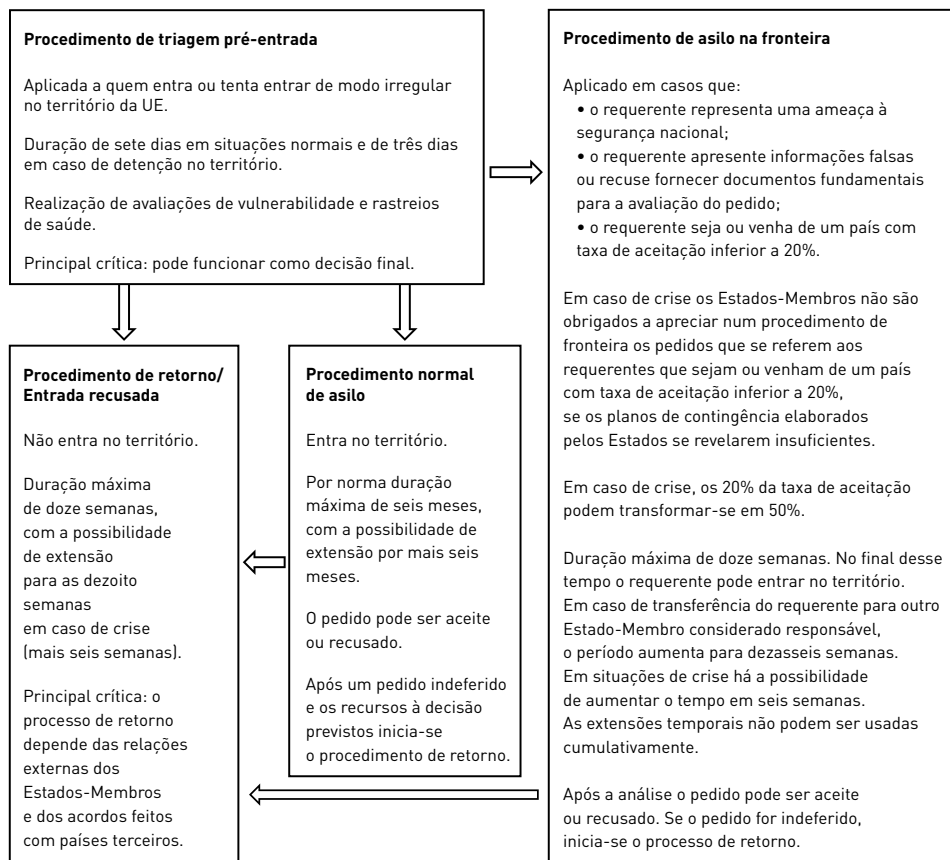 Procedimento de triagem pré-entrada
Aplicada a quem entra ou tenta entrar de modo irregular
no território da UE.
Duração de sete dias em situações normais e de três dias
em caso de detenção no território.
Realização de avaliações de vulnerabilidade e rastreios
de saúde.
Principal crítica: pode funcionar como decisão final.
Procedimento de retorno/
Entrada recusada
Não entra no território.
Duração máxima
de doze semanas,
com a possibilidade
de extensão
para as dezoito
semanas
em caso de crise
(mais seis semanas).
Principal crítica: o
processo de retorno
depende das relações
externas dos
Estados-Membros
e dos acordos feitos
com países terceiros.
Procedimento normal
de asilo
Entra no território.
Por norma duração
máxima de seis meses,
com a possibilidade de
extensão por mais seis
meses.
O pedido pode ser aceite
ou recusado.
Após um pedido indeferido
e os recursos à decisão
previstos inicia-se
o procedimento de retorno.
Procedimento de asilo na fronteira
Aplicado em casos que:
• o requerente representa uma ameaça à
segurança nacional;
• o requerente apresente informações falsas
ou recuse fornecer documentos fundamentais
para a avaliação do pedido;
• o requerente seja ou venha de um país com
taxa de aceitação inferior a 20%.
Em caso de crise os Estados-Membros não são
obrigados a apreciar num procedimento de
fronteira os pedidos que se referem aos
requerentes que sejam ou venham de um país
com taxa de aceitação inferior a 20%,
se os planos de contingência elaborados
pelos Estados se revelarem insuficientes.
Em caso de crise, os 20% da taxa de aceitação
podem transformar-se em 50%.
Duração máxima de doze semanas. No final desse
tempo o requerente pode entrar no território.
Em caso de transferência do requerente para outro
Estado-Membro considerado responsável,
o período aumenta para dezasseis semanas.
Em situações de crise há a possibilidade
de aumentar o tempo em seis semanas.
As extensões temporais não podem ser usadas
cumulativamente.
Após a análise o pedido pode ser aceite
ou recusado. Se o pedido for indeferido,
inicia-se o processo de retorno.